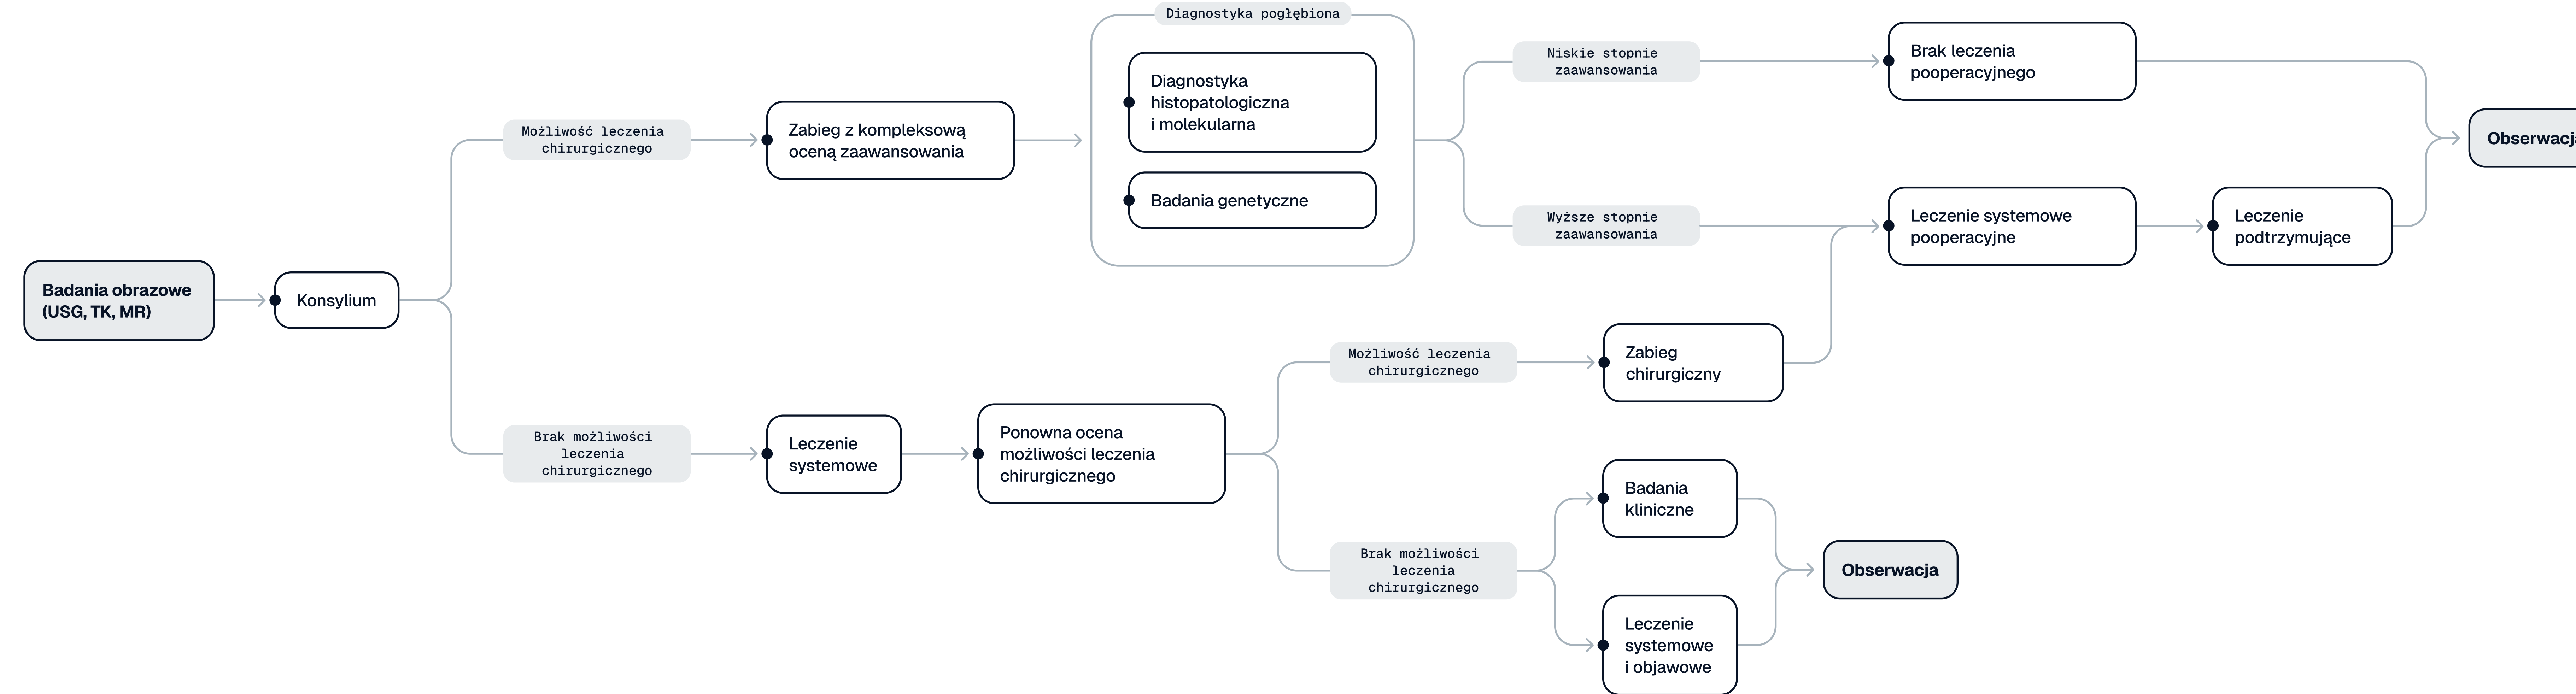 Diagnostyka pogłębiona
Niskie stopnie
zaawansowania
Brak leczenia
pooperacyjnego
Diagnostyka
histopatologiczna
i molekularna
Możliwość leczenia
chirurgicznego
Zabieg z kompleksową
oceną zaawansowania
Badania genetyczne
Wyższe stopnie
zaawansowania
Leczenie systemowe
pooperacyjne
Leczenie
podtrzymujące
Badania obrazowe
(USG, TK, MR)
Konsylium
Możliwość leczenia
chirurgicznego
Zabieg
chirurgiczny
Brak możliwości
leczenia
chirurgicznego
Leczenie
systemowe
Ponowna ocena
możliwości leczenia
chirurgicznego
Badania
kliniczne
Brak możliwości
leczenia
chirurgicznego
Obserwacja
Leczenie
systemowe
i objawowe